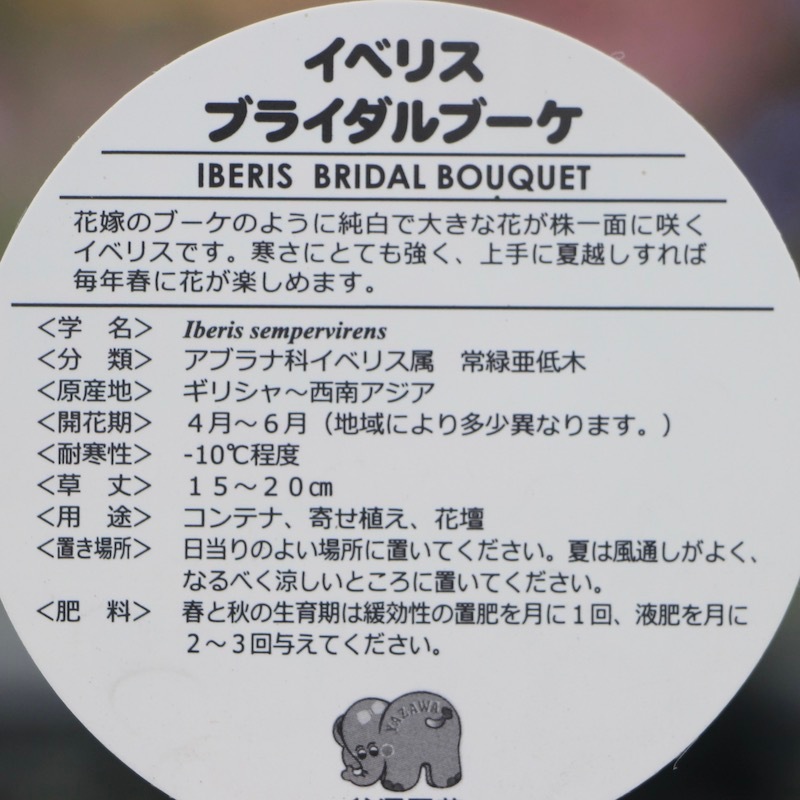 イベリス
ブライダルブーケ
IBERIS BRIDAL BOUQUET
花嫁のブーケのように純白で大きな花が株一面に咲く
イベリスです。寒さにとても強く、上手に夏越しすれば
毎年春に花が楽しめます。
＜学　名＞ Iberis sempervirens
＜分　類＞ アブラナ科イベリス属　常緑亜低木
＜原産地＞ ギリシャ～西南アジア
＜開花期＞ ４月～６月（地域により多少異なります。）
＜耐寒性＞ -10℃程度
＜草　丈＞ １５～２０㎝
＜用　途＞ コンテナ、寄せ植え、花壇
＜置き場所＞ 日当りのよい場所に置いてください。夏は風通しがよく、
なるべく涼しいところに置いてください。
＜肥　料＞ 春と秋の生育期は緩効性の置肥を月に１回、液肥を月に
２～３回与えてください。
YAZAWA